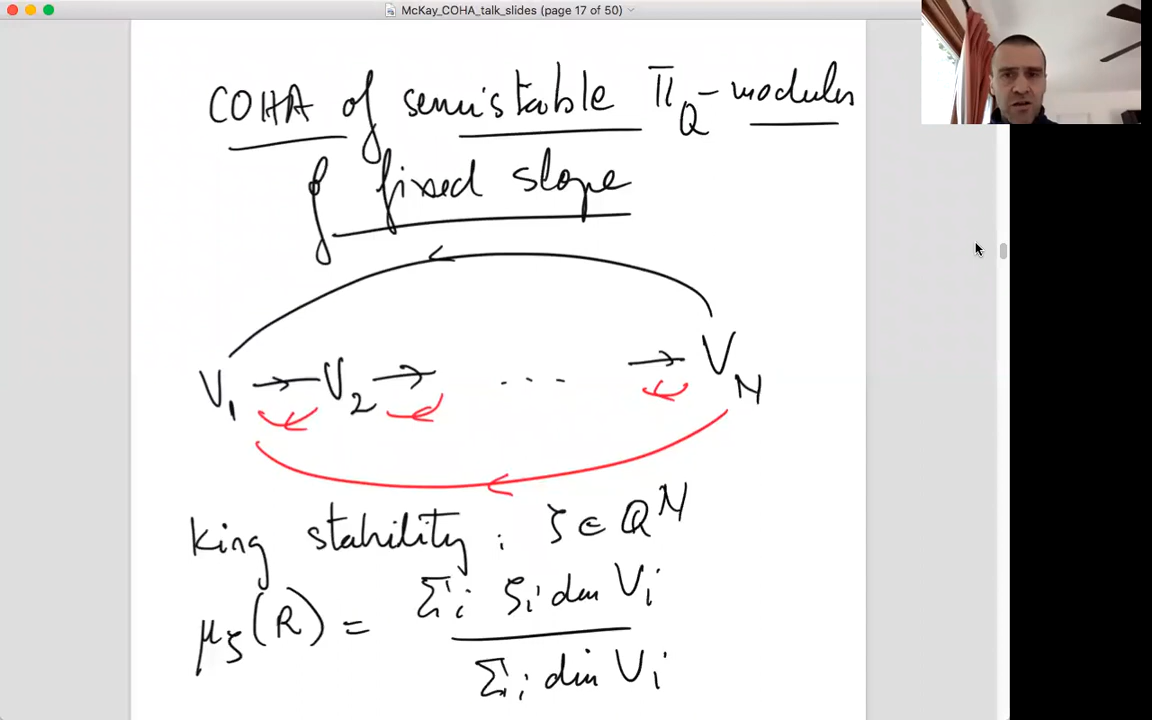 McKay_COHA_talk_slides (page 17 of 50)
COHA of semistable Π_Q - modules
of fixed slope
V_1 → V_2 → ... → V_N
King stability : ζ ∈ Q^N
μ_ζ(R) = Σ_i ζ_i dim V_i / Σ_i dim V_i